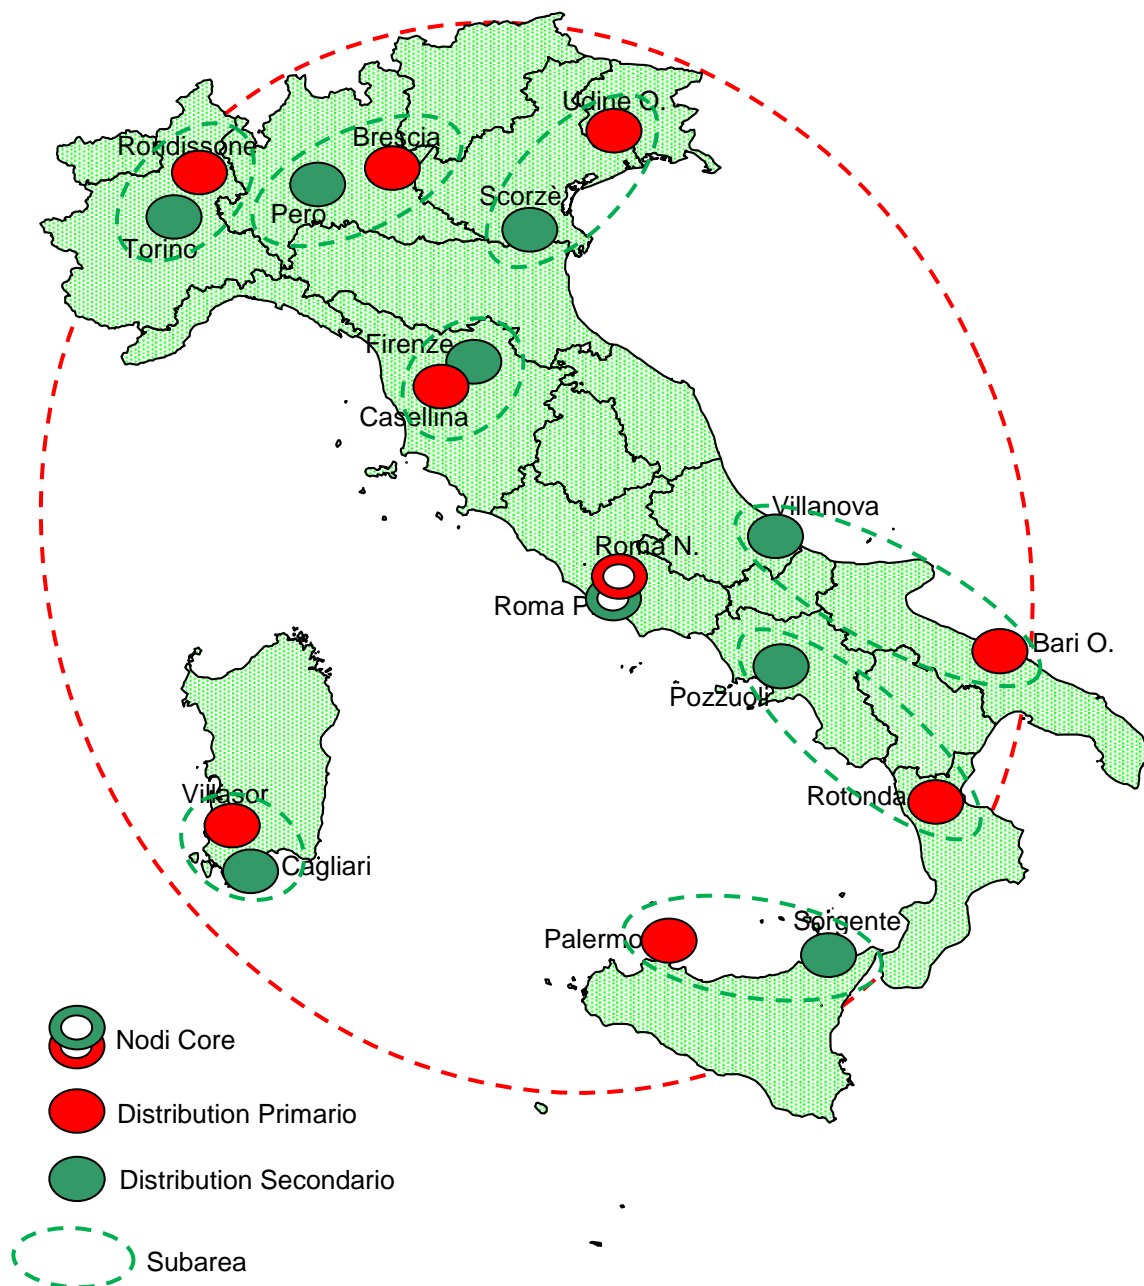 Udine O.
Brescia
Rondissone
Scorzè
Pero
Torino
Firenze
Casellina
Villanova
Roma N.
Roma P.
Bari O.
Pozzuoli
Villasor
Rotonda
Cagliari
Sorgente
Palermo
Nodi Core
Distribution Primario
Distribution Secondario
Subarea